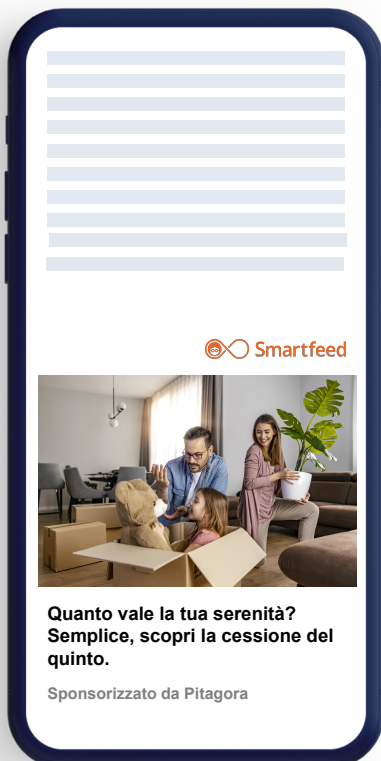 Smartfeed
Quanto vale la tua serenità?
Semplice, scopri la cessione del
quinto.
Sponsorizzato da Pitagora